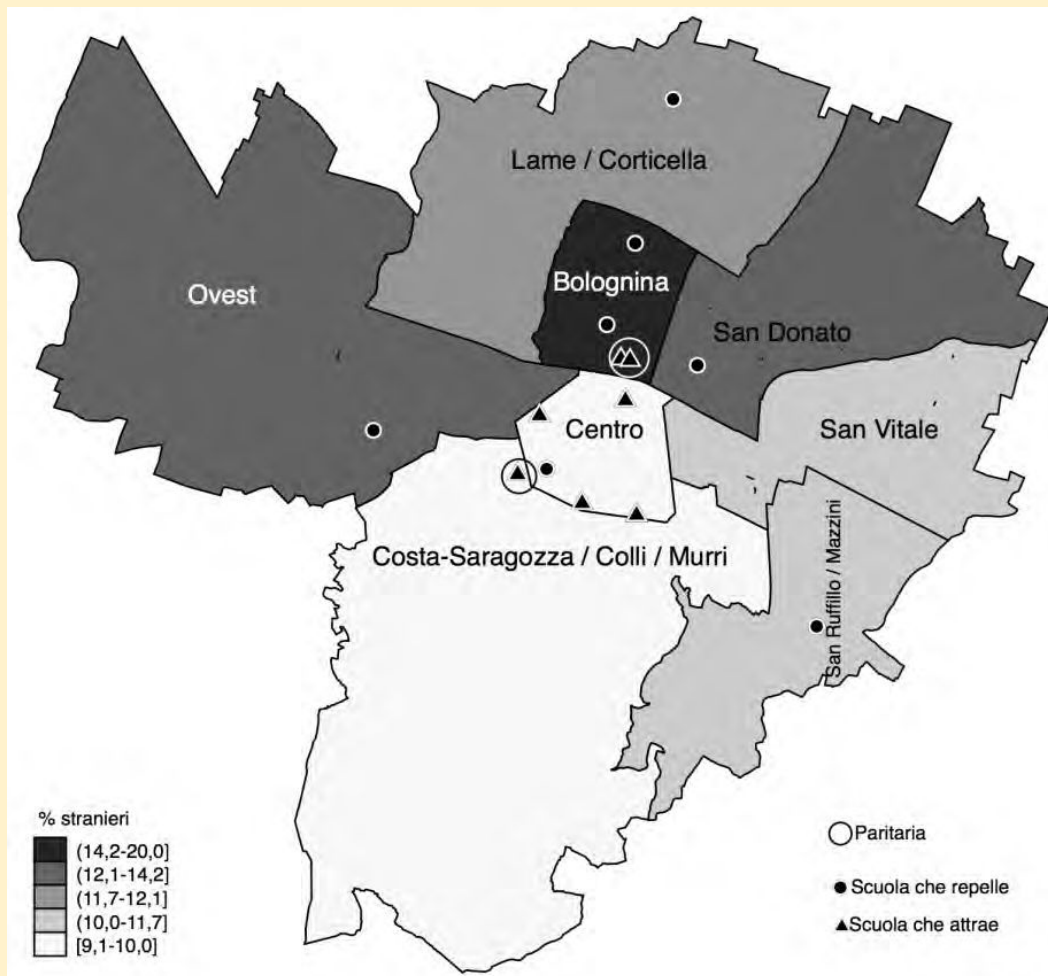 Lame / Corticella
Bolognina
Ovest
San Donato
Centro
San Vitale
Costa-Saragozza / Colli / Murri
San Ruffillo / Mazzini
% stranieri
(14,2-20,0]
(12,1-14,2]
(11,7-12,1]
(10,0-11,7]
[9,1-10,0]
Paritaria
Scuola che repelle
Scuola che attrae